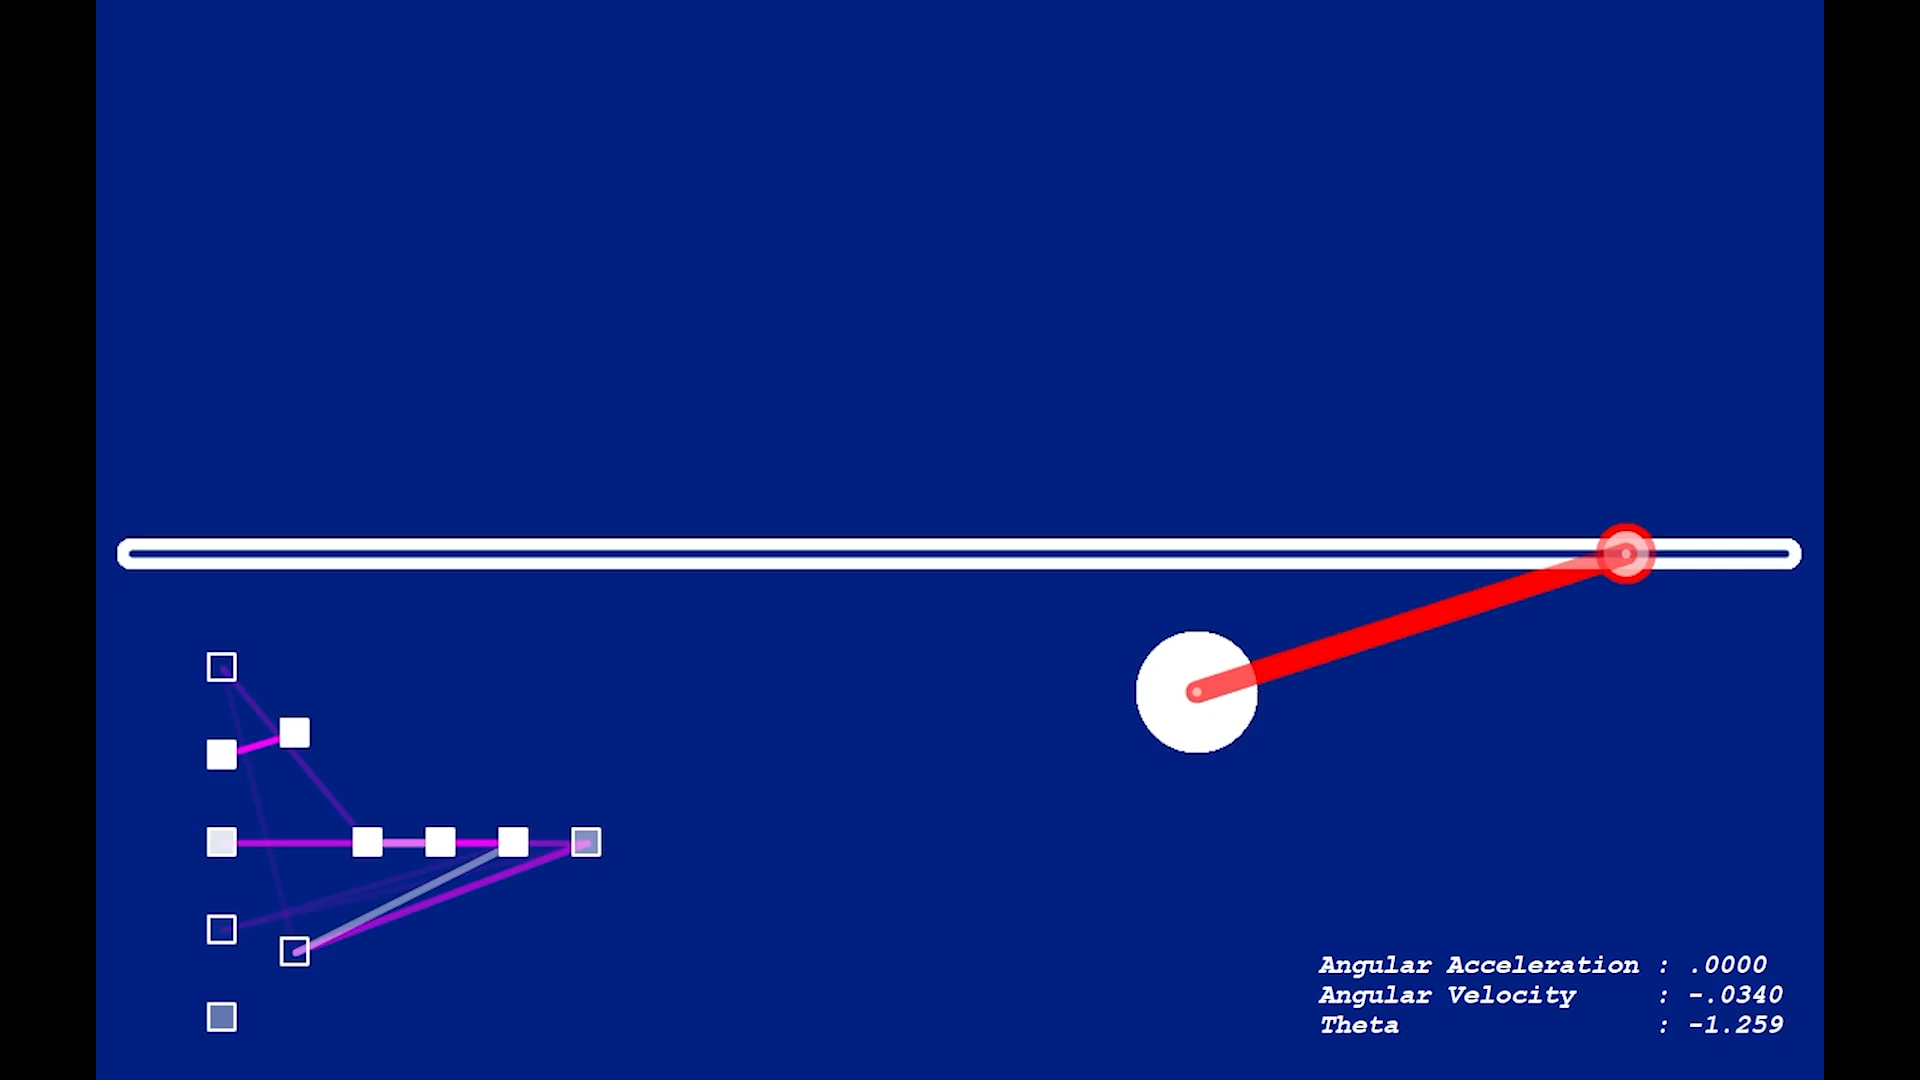 Angular Acceleration : .0000
Angular Velocity : -.0340
Theta : -1.259